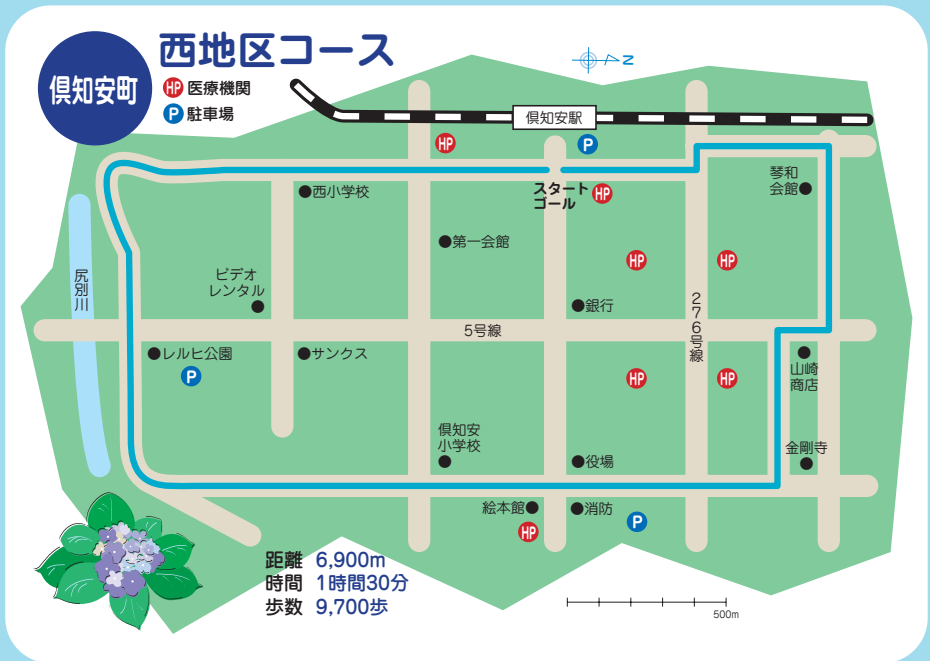 倶知安町
西地区コース
HP 医療機関
P 駐車場
N
倶知安駅
HP
P
スタート
ゴール
HP
琴和
会館
西小学校
第一会館
HP
HP
尻別川
ビデオ
レンタル
銀行
276号線
5号線
レルヒ公園
P
サンクス
HP
HP
山崎
商店
倶知安
小学校
役場
金剛寺
絵本館
HP
消防
P
距離 6,900m
時間 1時間30分
歩数 9,700歩
500m